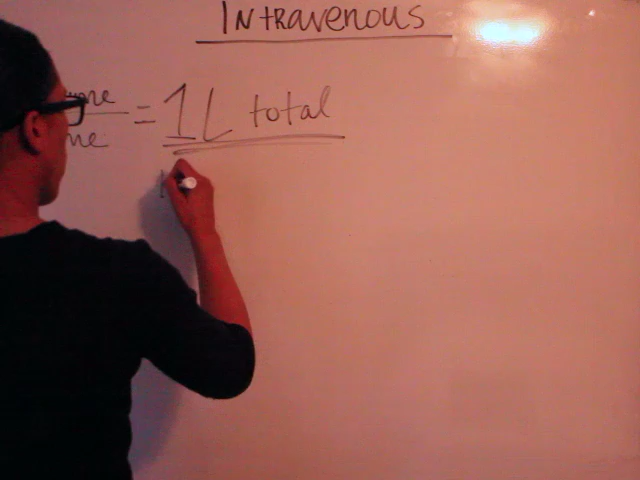 INTRAVENOUS
= 1L total